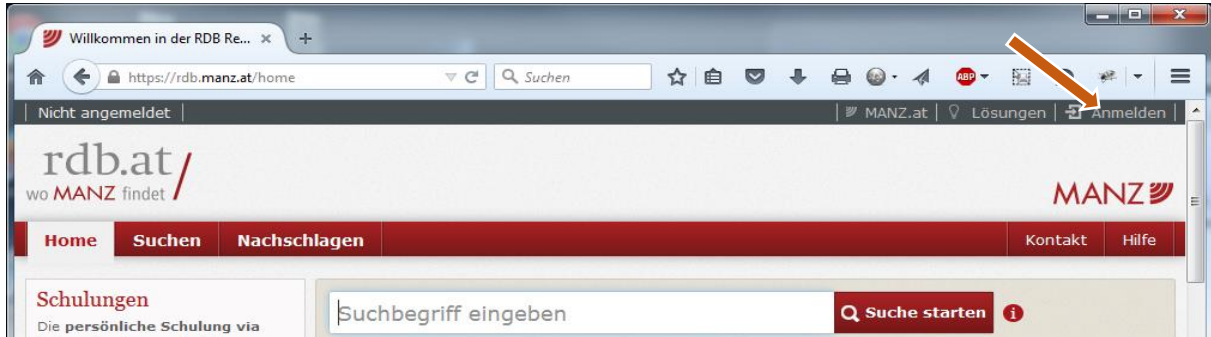 Willkommen in der RDB Re...
https://rdb.manz.at/home
Suchen
ABP
Nicht angemeldet
MANZ.at
Lösungen
Anmelden
rdb.at/
wo MANZ findet
MANZ
Home
Suchen
Nachschlagen
Kontakt
Hilfe
Schulungen
Die persönliche Schulung via
Suchbegriff eingeben
Suche starten